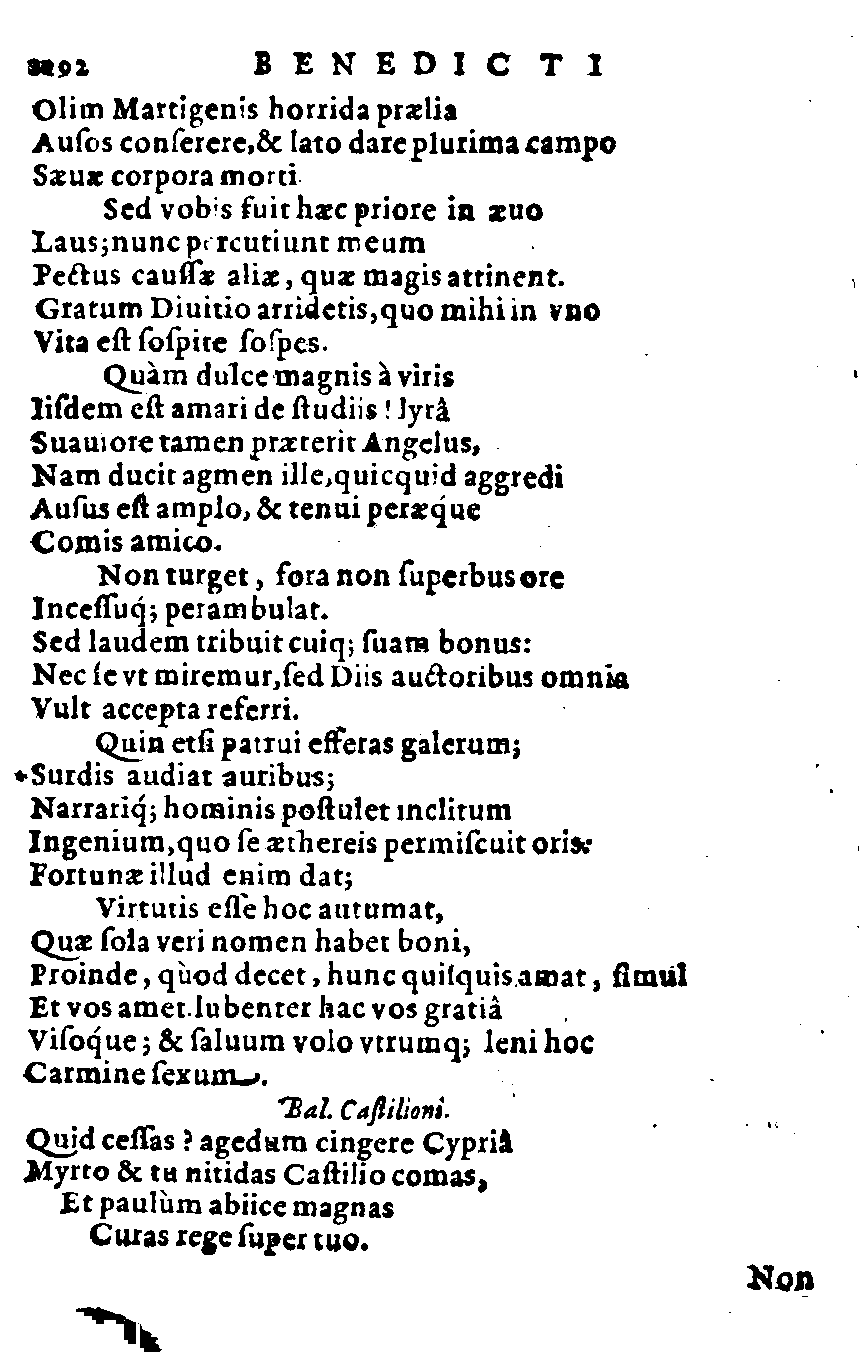 BENEDICTI
Olim Martigenis horrida prælia
Auſos conſerere,& lato dare plurima campo
Sæuæ corpora morti
Sed vobis fuit hæc priore in æuo
Laus;nunc percutiunt meum
Pectus cauſſæ aliæ, quæ magis attinent.
Gratum Diuitio arridetis,quo mihi in vno
Vita eſt ſoſpite ſoſpes.
Quàm dulce magnis à viris
Iiſdem eſt amari de ſtudiis ! lyrâ
Suauiore tamen præterit Angelus,
Nam ducit agmen ille,quicquid aggredi
Auſus eſt amplo, & tenui peræq́ue
Comis amico.
Non turget, fora non ſuperbus ore
Inceſſuq́; perambulat.
Sed laudem tribuit cuiq; ſuam bonus:
Nec ſe vt miremur,ſed Diis auctoribus omnia
Vult accepta referri.
Quin etſi patrui efferas galerum;
*Surdis audiat auribus;
Narrariq́; hominis poſtulet inclitum
Ingenium,quo ſe æthereis permiſcuit oris:
Fortunæ illud enim dat;
Virtutis eſſe hoc autumat,
Quæ ſola veri nomen habet boni,
Proinde, qùod decet, hunc quiſquis amat, ſimul
Et vos amet.lubenter hac vos gratiâ
Viſoq́ue; & ſaluum volo vtrumq; leni hoc
Carmine ſexum.
Bal. Caſtilioni.
Quid ceſſas ? agedum cingere Cypriâ
Myrto & tu nitidas Caſtilio comas,
Et paulùm abiice magnas
Curas rege ſuper tuo.
Non